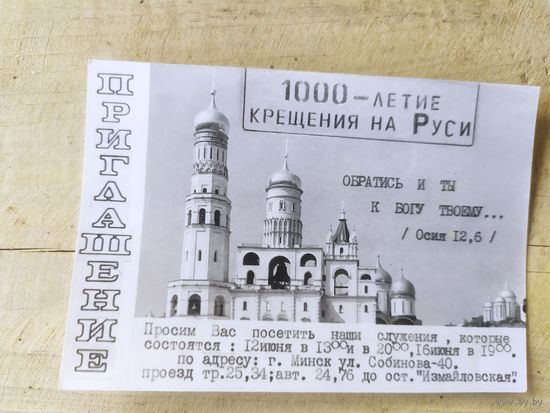 ПРИГЛАШЕНИЕ
1000-ЛЕТИЕ
КРЕЩЕНИЯ НА РУСИ
ОБРАТИСЬ И ТЫ
К БОГУ ТВОЕМУ...
/ Осия 12,6 /
Просим Вас посетить наши служения, которые
состоятся : 12июня в 13⁰⁰и в 20⁰⁰,16июня в 19⁰⁰.
по адресу: г. Минск ул. Собинова-40.
проезд тр.25,34;авт. 24,76 до ост."Измайловская".